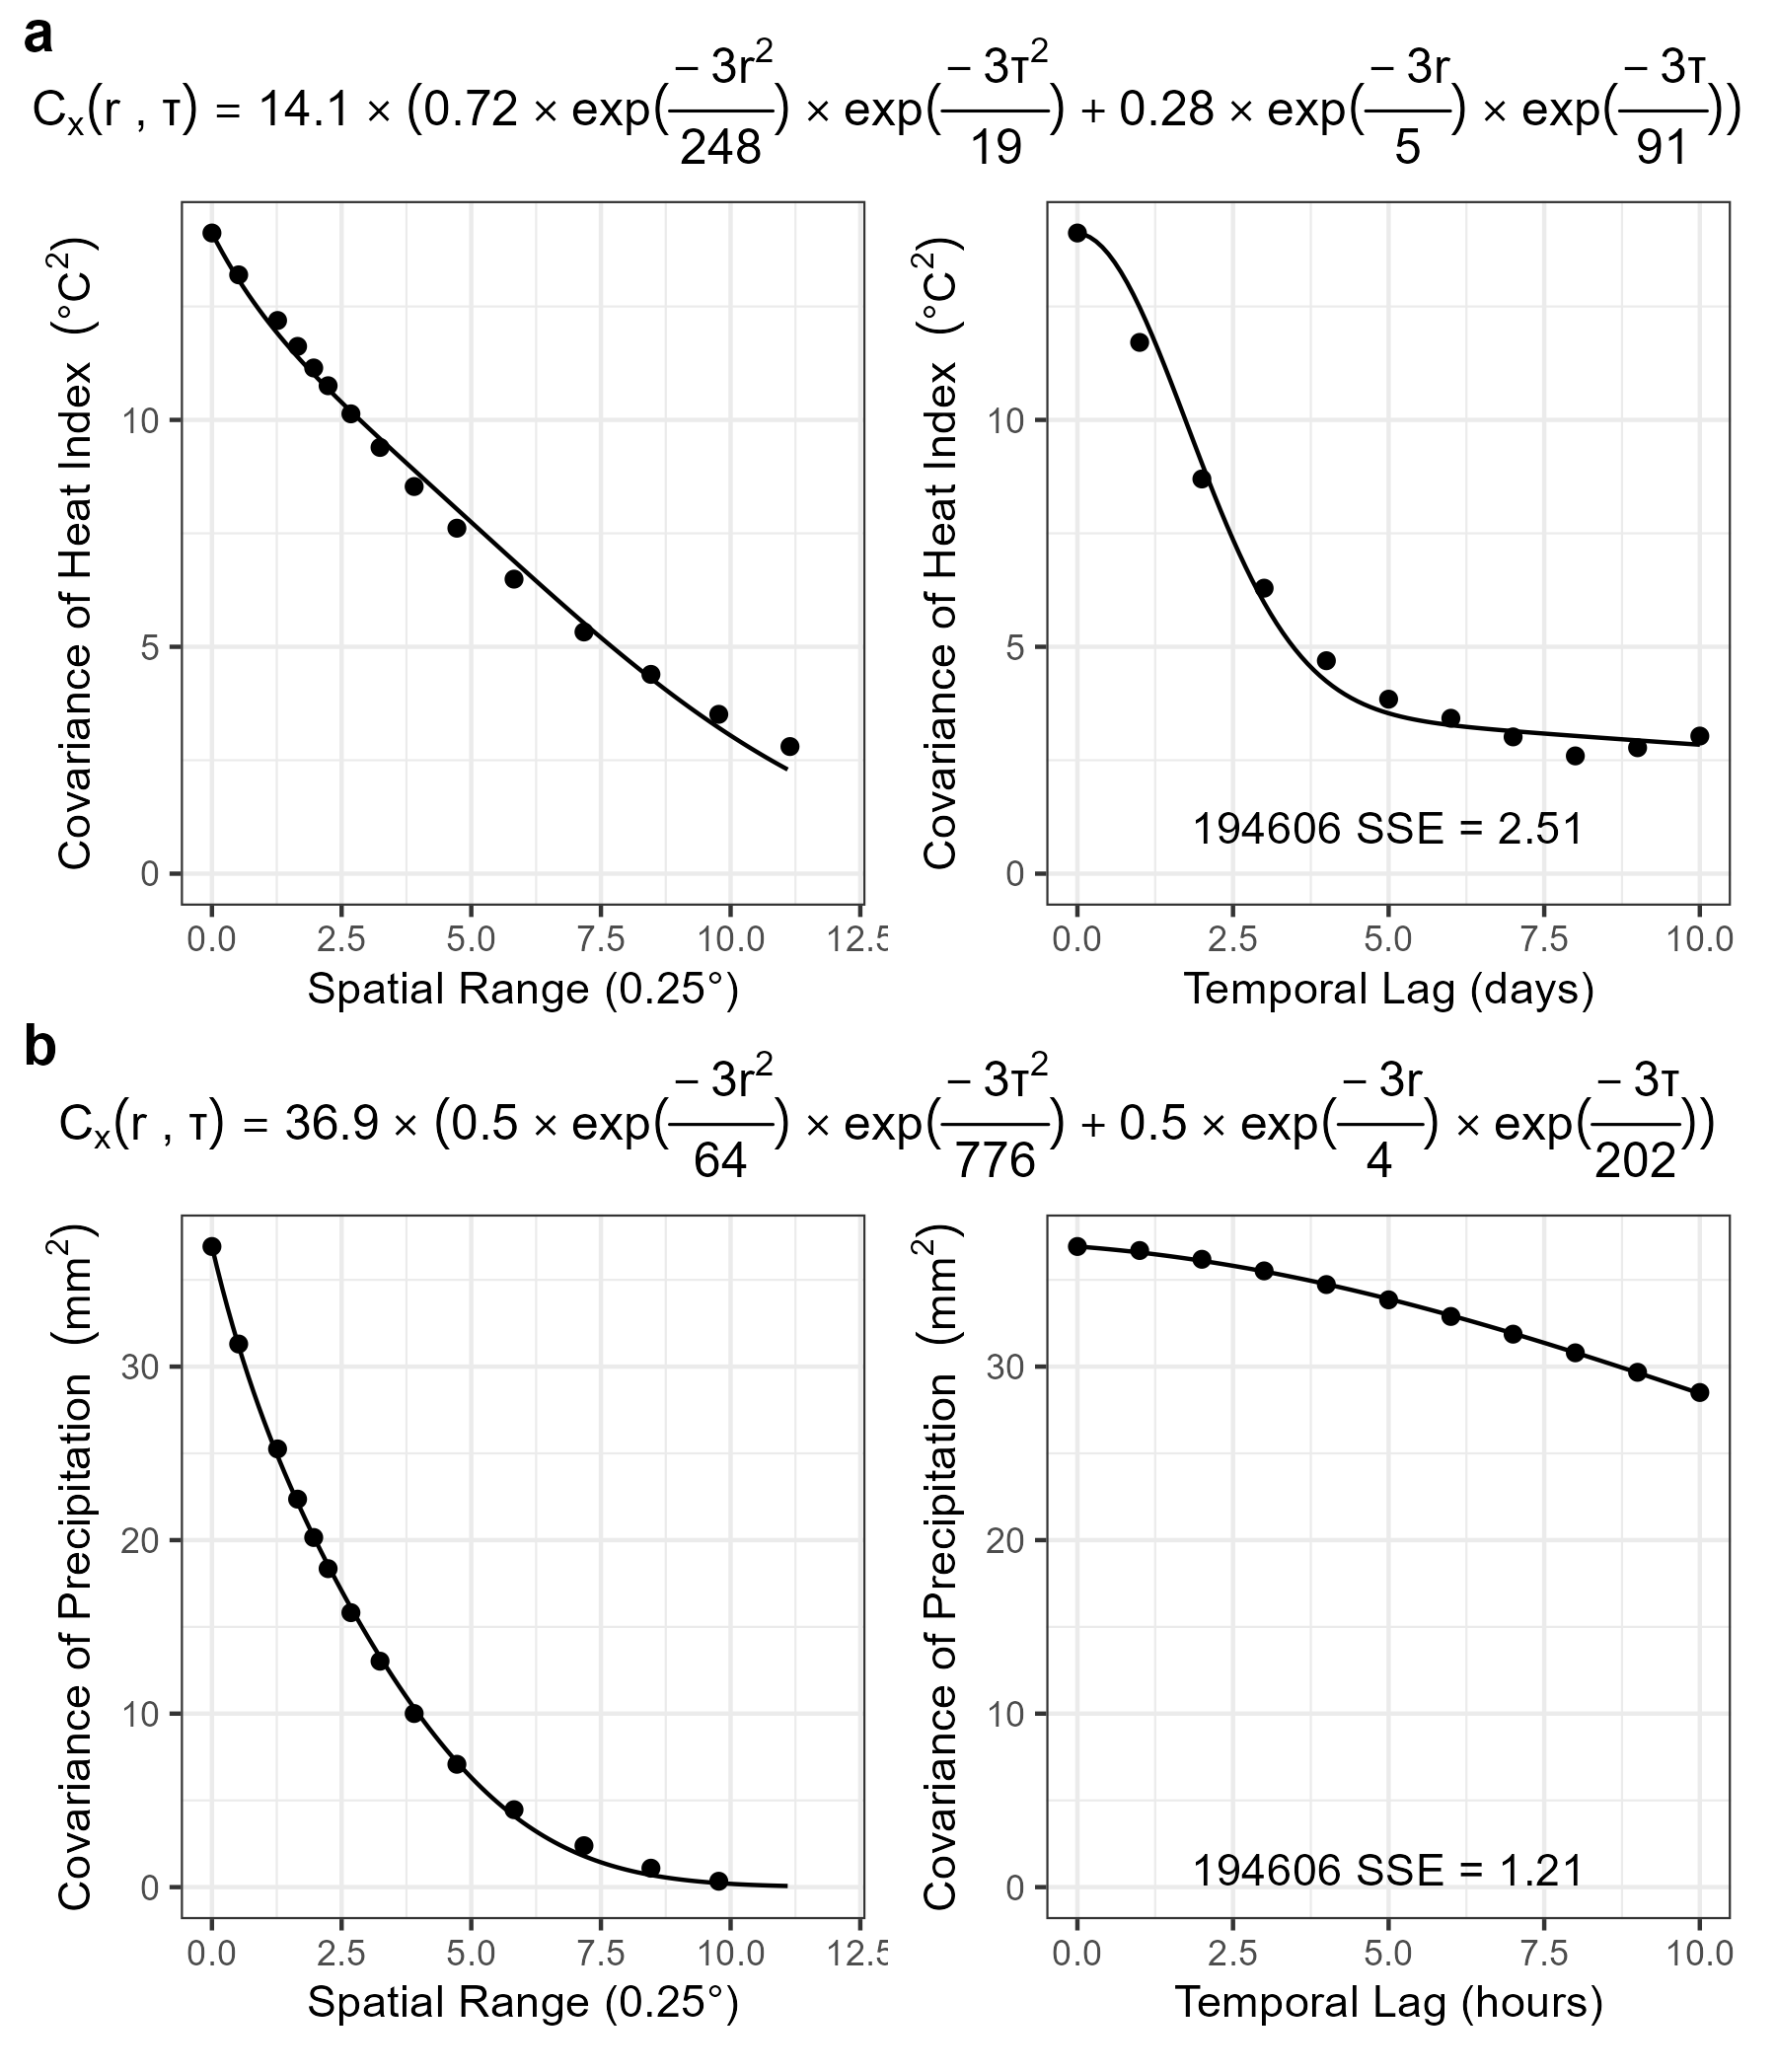 a
Cₓ(r , τ) = 14.1 × (0.72 × exp(− 3r²/248) × exp(− 3τ²/19) + 0.28 × exp(− 3r/5) × exp(− 3τ/91))
Covariance of Heat Index (°C²)
10
5
0
0.0 2.5 5.0 7.5 10.0 12.5
Spatial Range (0.25°)
Covariance of Heat Index (°C²)
10
5
0
194606 SSE = 2.51
0.0 2.5 5.0 7.5 10.0
Temporal Lag (days)
b
Cₓ(r , τ) = 36.9 × (0.5 × exp(− 3r²/64) × exp(− 3τ²/776) + 0.5 × exp(− 3r/4) × exp(− 3τ/202))
Covariance of Precipitation (mm²)
30
20
10
0
0.0 2.5 5.0 7.5 10.0 12.5
Spatial Range (0.25°)
Covariance of Precipitation (mm²)
30
20
10
0
194606 SSE = 1.21
0.0 2.5 5.0 7.5 10.0
Temporal Lag (hours)